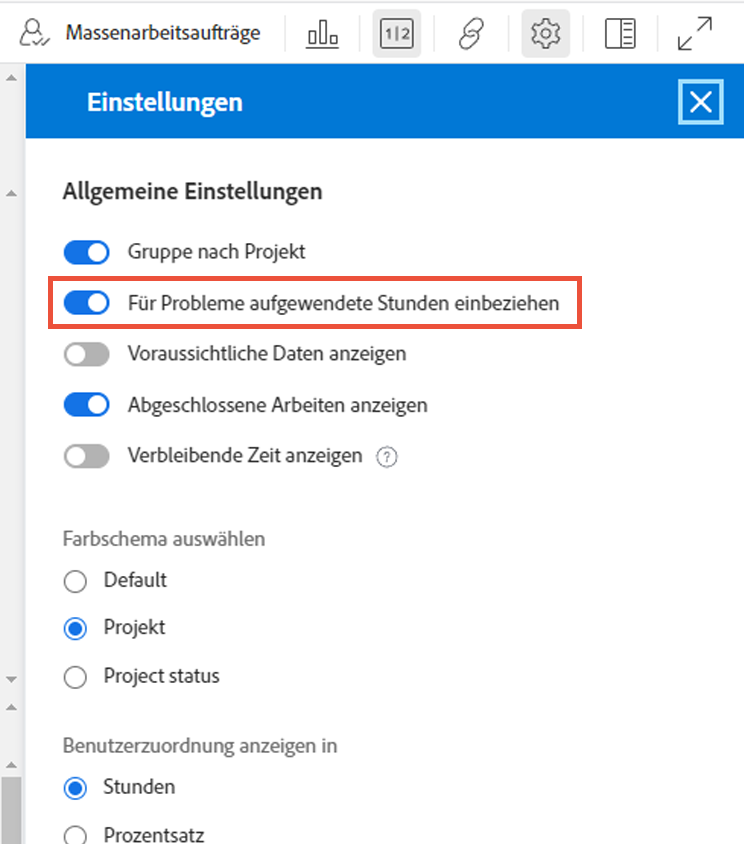 Massenarbeitsaufträge
1|2
Einstellungen
Allgemeine Einstellungen
Gruppe nach Projekt
Für Probleme aufgewendete Stunden einbeziehen
Voraussichtliche Daten anzeigen
Abgeschlossene Arbeiten anzeigen
Verbleibende Zeit anzeigen ?
Farbschema auswählen
Default
Projekt
Project status
Benutzerzuordnung anzeigen in
Stunden
Prozentsatz